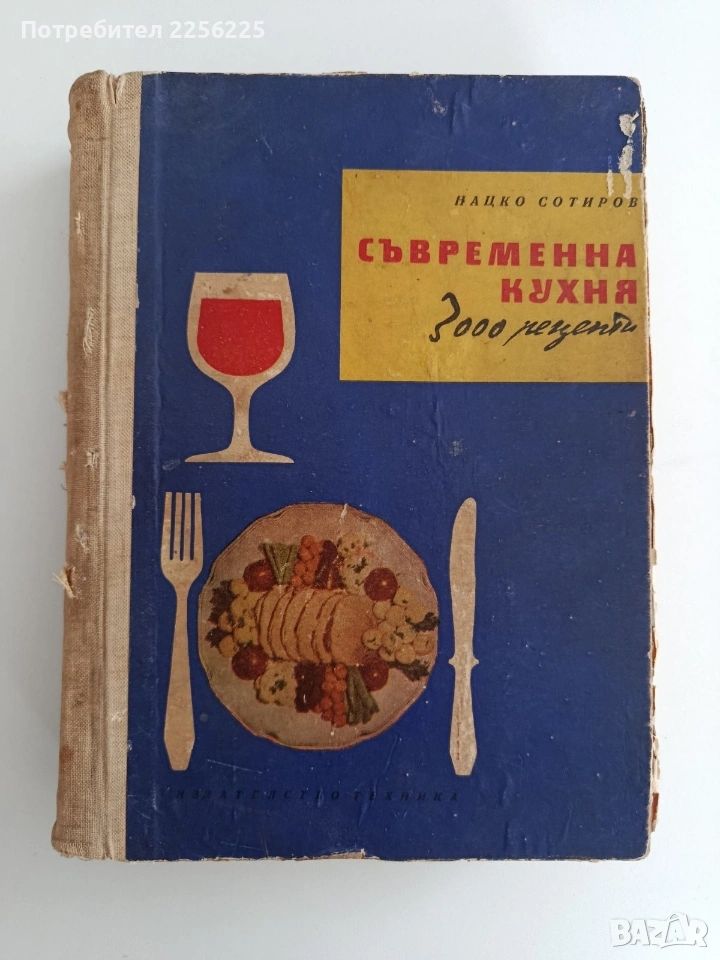 Потребител 2256225
НАЦКО СОТИРОВ
СЪВРЕМЕННА
КУХНЯ
3000 рецепти
ИЗДАТЕЛСТВО·ТЕХНИКА
BAZAR